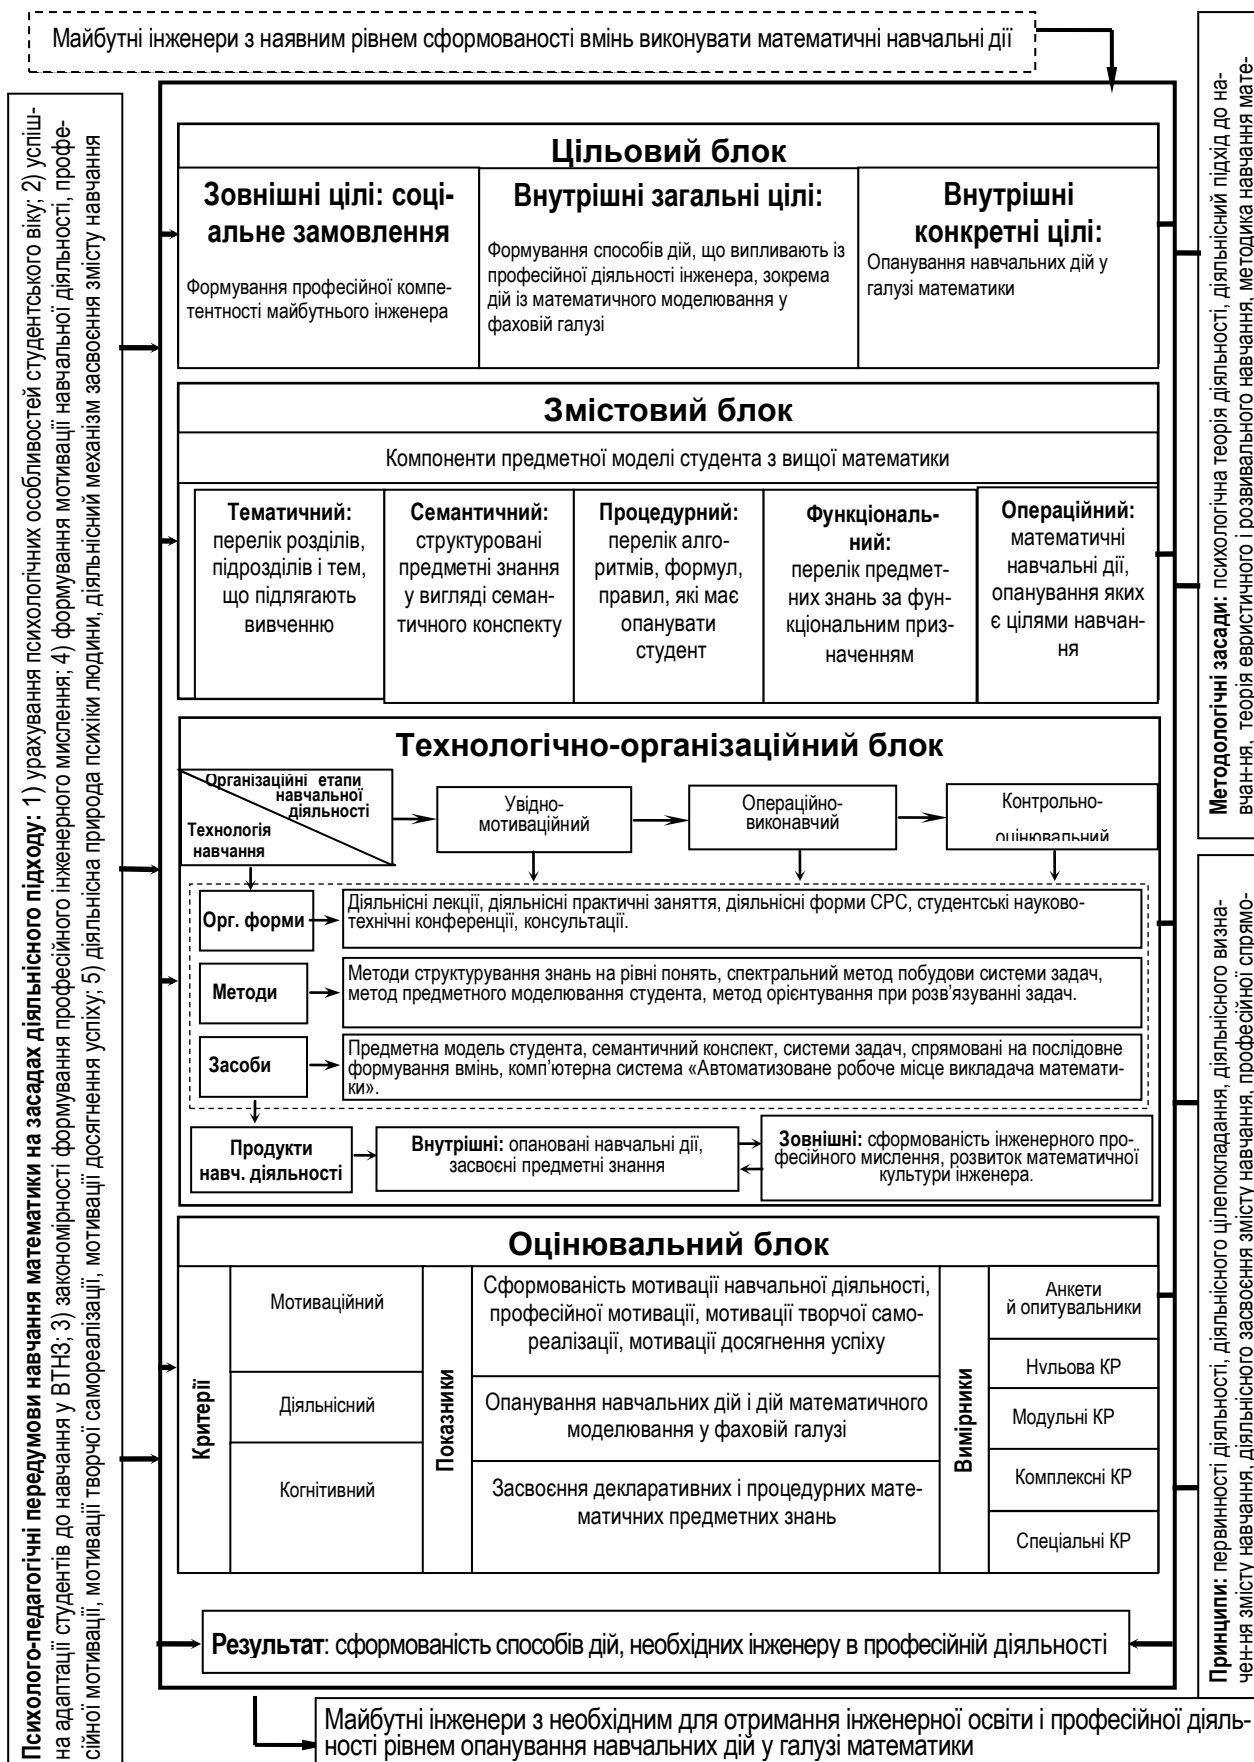 Майбутні інженери з наявним рівнем сформованості вмінь виконувати математичні навчальні дії
Психолого-педагогічні передумови навчання математики на засадах діяльнісного підходу: 1) урахування психологічних особливостей студентського віку; 2) успіш-
на адаптації студентів до навчання у ВТНЗ; 3) закономірності формування професійного інженерного мислення; 4) формування мотивації навчальної діяльності, профе-
сійної мотивації, мотивації творчої самореалізації, мотивації досягнення успіху; 5) діяльнісна природа психіки людини, діяльнісний механізм засвоєння змісту навчання
Цільовий блок
Зовнішні цілі: соці-
альне замовлення
Формування професійної компе-
тентності майбутнього інженера
Внутрішні загальні цілі:
Формування способів дій, що випливають із
професійної діяльності інженера, зокрема
дій із математичного моделювання у
фаховій галузі
Внутрішні
конкретні цілі:
Опанування навчальних дій у
галузі математики
Змістовий блок
Компоненти предметної моделі студента з вищої математики
Тематичний:
перелік розділів,
підрозділів і тем,
що підлягають
вивченню
Семантичний:
структуровані
предметні знання
у вигляді семан-
тичного конспекту
Процедурний:
перелік алго-
ритмів, формул,
правил, які має
опанувати
студент
Функціональ-
ний:
перелік предмет-
них знань за фун-
кціональним приз-
наченням
Операційний:
математичні
навчальні дії,
опанування яких
є цілями навчан-
ня
Технологічно-організаційний блок
Організаційні етапи
навчальної
діяльності
Технологія
навчання
Увідно-
мотиваційний
Операційно-
виконавчий
Контрольно-
оцінювальний
Орг. форми
Діяльнісні лекції, діяльнісні практичні заняття, діяльнісні форми СРС, студентські науково-
технічні конференції, консультації.
Методи
Методи структурування знань на рівні понять, спектральний метод побудови системи задач,
метод предметного моделювання студента, метод орієнтування при розв'язуванні задач.
Засоби
Предметна модель студента, семантичний конспект, системи задач, спрямовані на послідовне
формування вмінь, комп'ютерна система «Автоматизоване робоче місце викладача математи-
ки».
Продукти
навч. діяльності
Внутрішні: опановані навчальні дії,
засвоєні предметні знання
Зовнішні: сформованість інженерного про-
фесійного мислення, розвиток математичної
культури інженера.
Оцінювальний блок
Критерії
Мотиваційний
Діяльнісний
Когнітивний
Показники
Сформованість мотивації навчальної діяльності,
професійної мотивації, мотивації творчої само-
реалізації, мотивації досягнення успіху
Опанування навчальних дій і дій математичного
моделювання у фаховій галузі
Засвоєння декларативних і процедурних мате-
матичних предметних знань
Вимірники
Анкети
й опитувальники
Нульова КР
Модульні КР
Комплексні КР
Спеціальні КР
Результат: сформованість способів дій, необхідних інженеру в професійній діяльності
Методологічні засади: психологічна теорія діяльності, діяльнісний підхід до на-
вчан-ня, теорія евристичного і розвивального навчання, методика навчання мате-
Принципи: первинності діяльності, діяльнісного цілепокладання, діяльнісного визна-
чен-ня змісту навчання, діяльнісного засвоєння змісту навчання, професійної спрямо-
Майбутні інженери з необхідним для отримання інженерної освіти і професійної діяль-
ності рівнем опанування навчальних дій у галузі математики